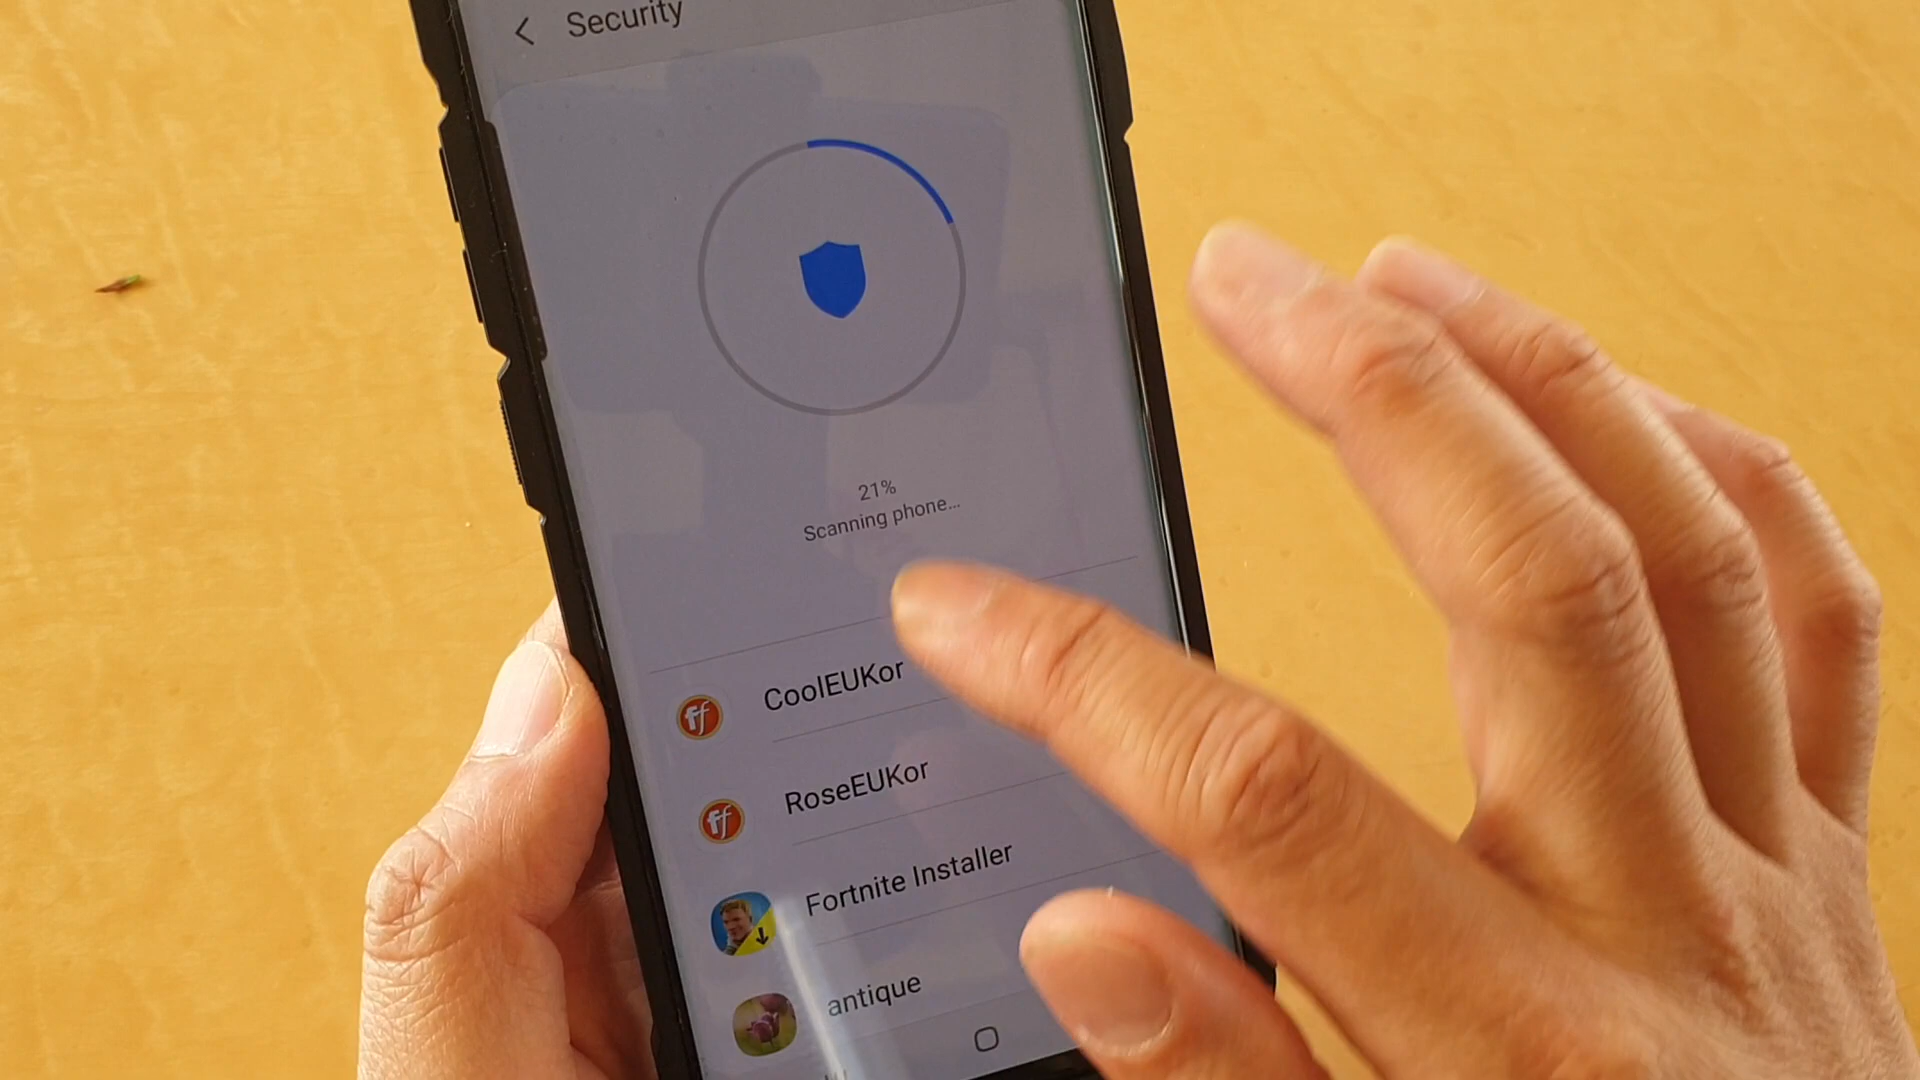 Security
21%
Scanning phone...
CoolEUKor
RoseEUKor
Fortnite Installer
antique